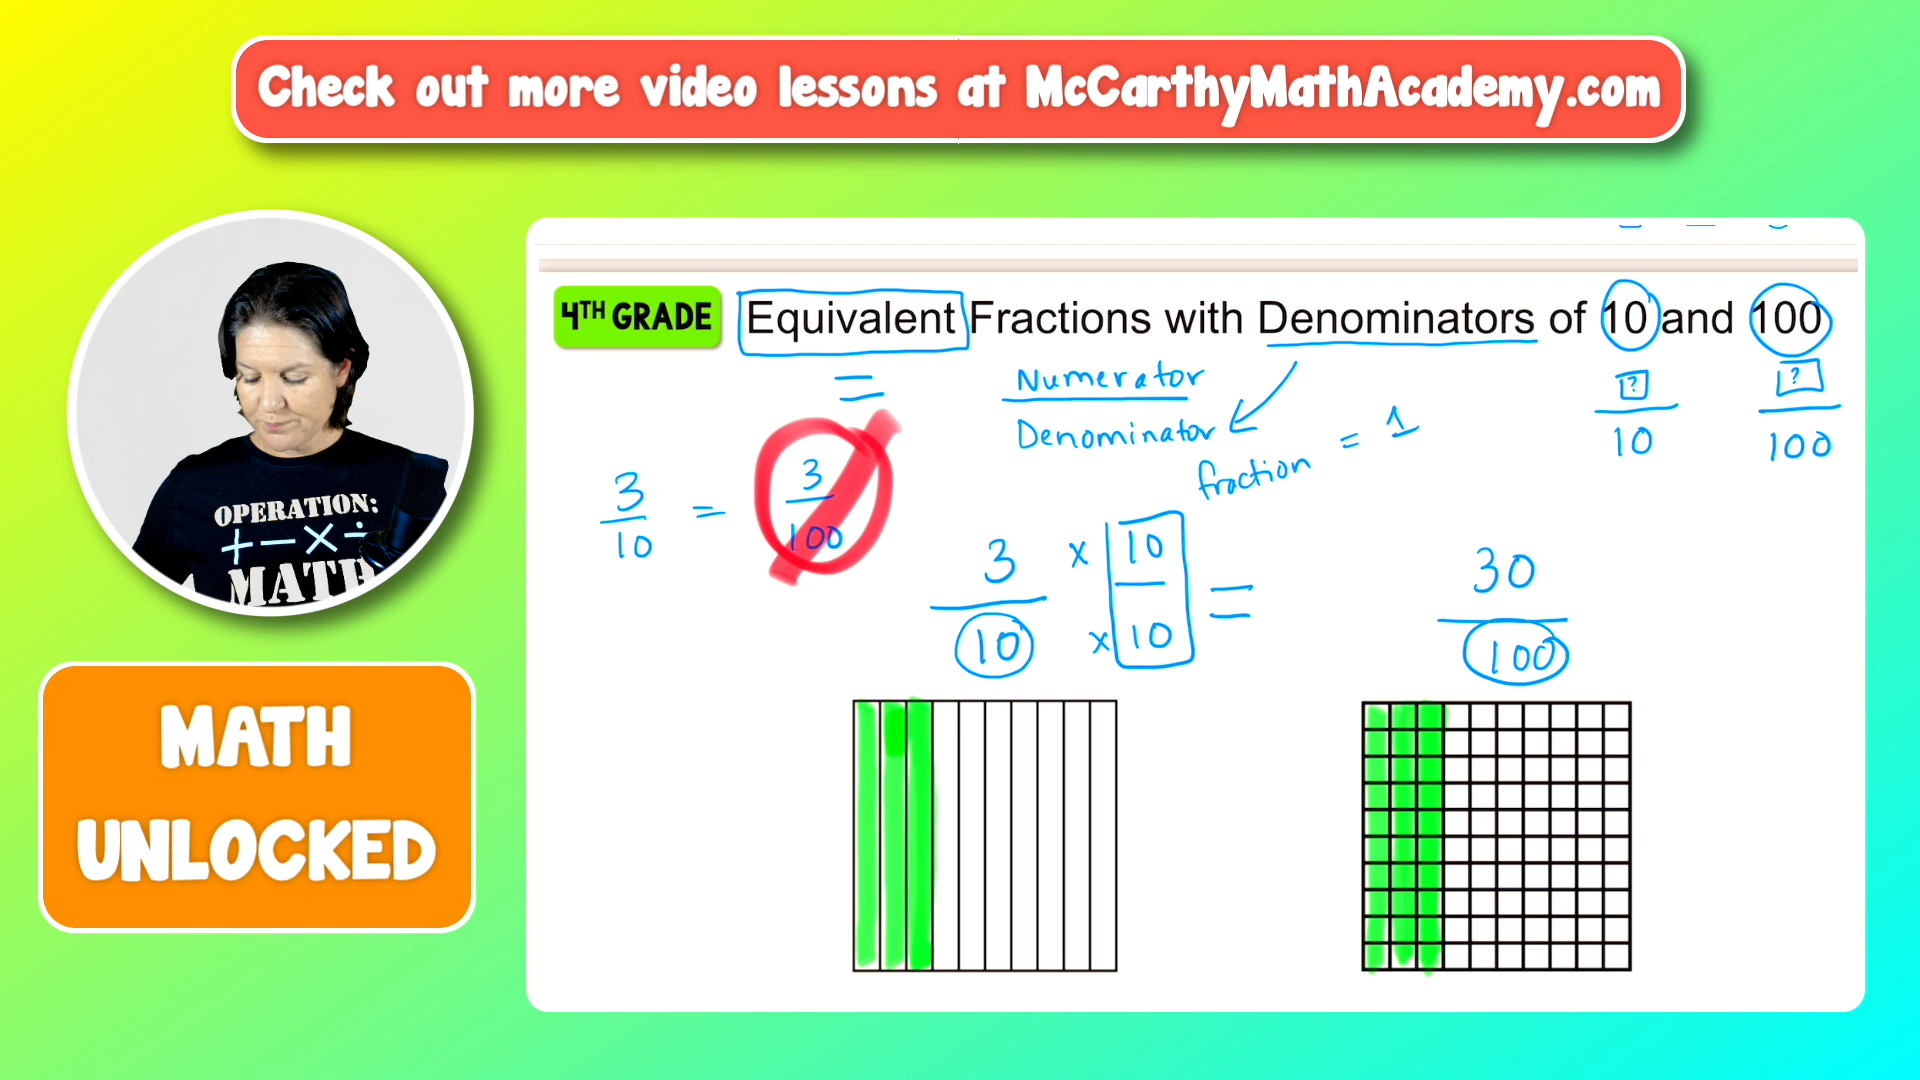 Check out more video lessons at McCarthyMathAcademy.com
4TH GRADE Equivalent Fractions with Denominators of 10 and 100
= Numerator [?] [?]
Denominator 10 100
fraction = 1
3/10 = 3/100
3/10 × 10/× 10 = 30/100
OPERATION:
+−×÷
MATH
MATH
UNLOCKED